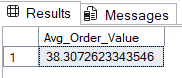 Results Messages
Avg_Order_Value
1 38.3072623343546